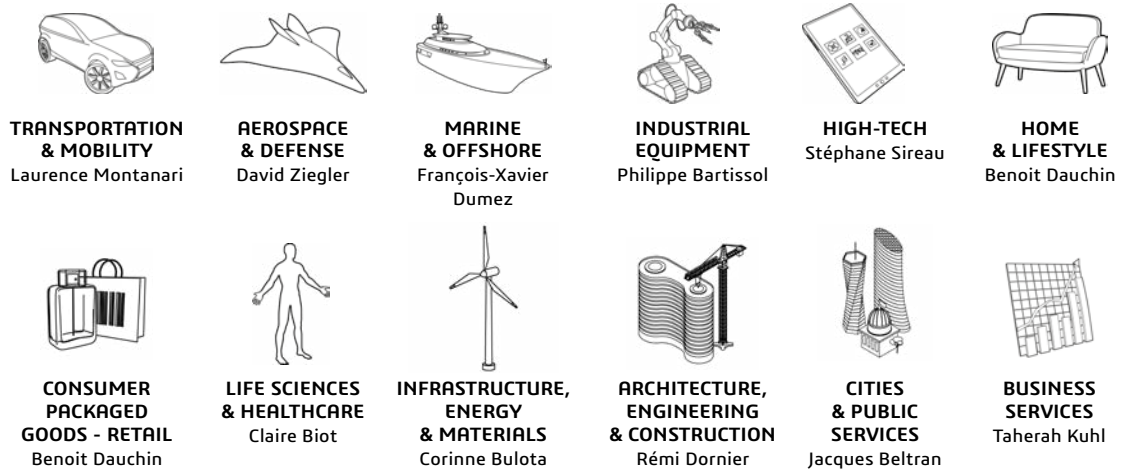 TRANSPORTATION
& MOBILITY
Laurence Montanari
AEROSPACE
& DEFENSE
David Ziegler
MARINE
& OFFSHORE
François-Xavier
Dumez
INDUSTRIAL
EQUIPMENT
Philippe Bartissol
HIGH-TECH
Stéphane Sireau
HOME
& LIFESTYLE
Benoit Dauchin
CONSUMER
PACKAGED
GOODS - RETAIL
Benoit Dauchin
LIFE SCIENCES
& HEALTHCARE
Claire Biot
INFRASTRUCTURE,
ENERGY
& MATERIALS
Corinne Bulota
ARCHITECTURE,
ENGINEERING
& CONSTRUCTION
Rémi Dornier
CITIES
& PUBLIC
SERVICES
Jacques Beltran
BUSINESS
SERVICES
Taherah Kuhl